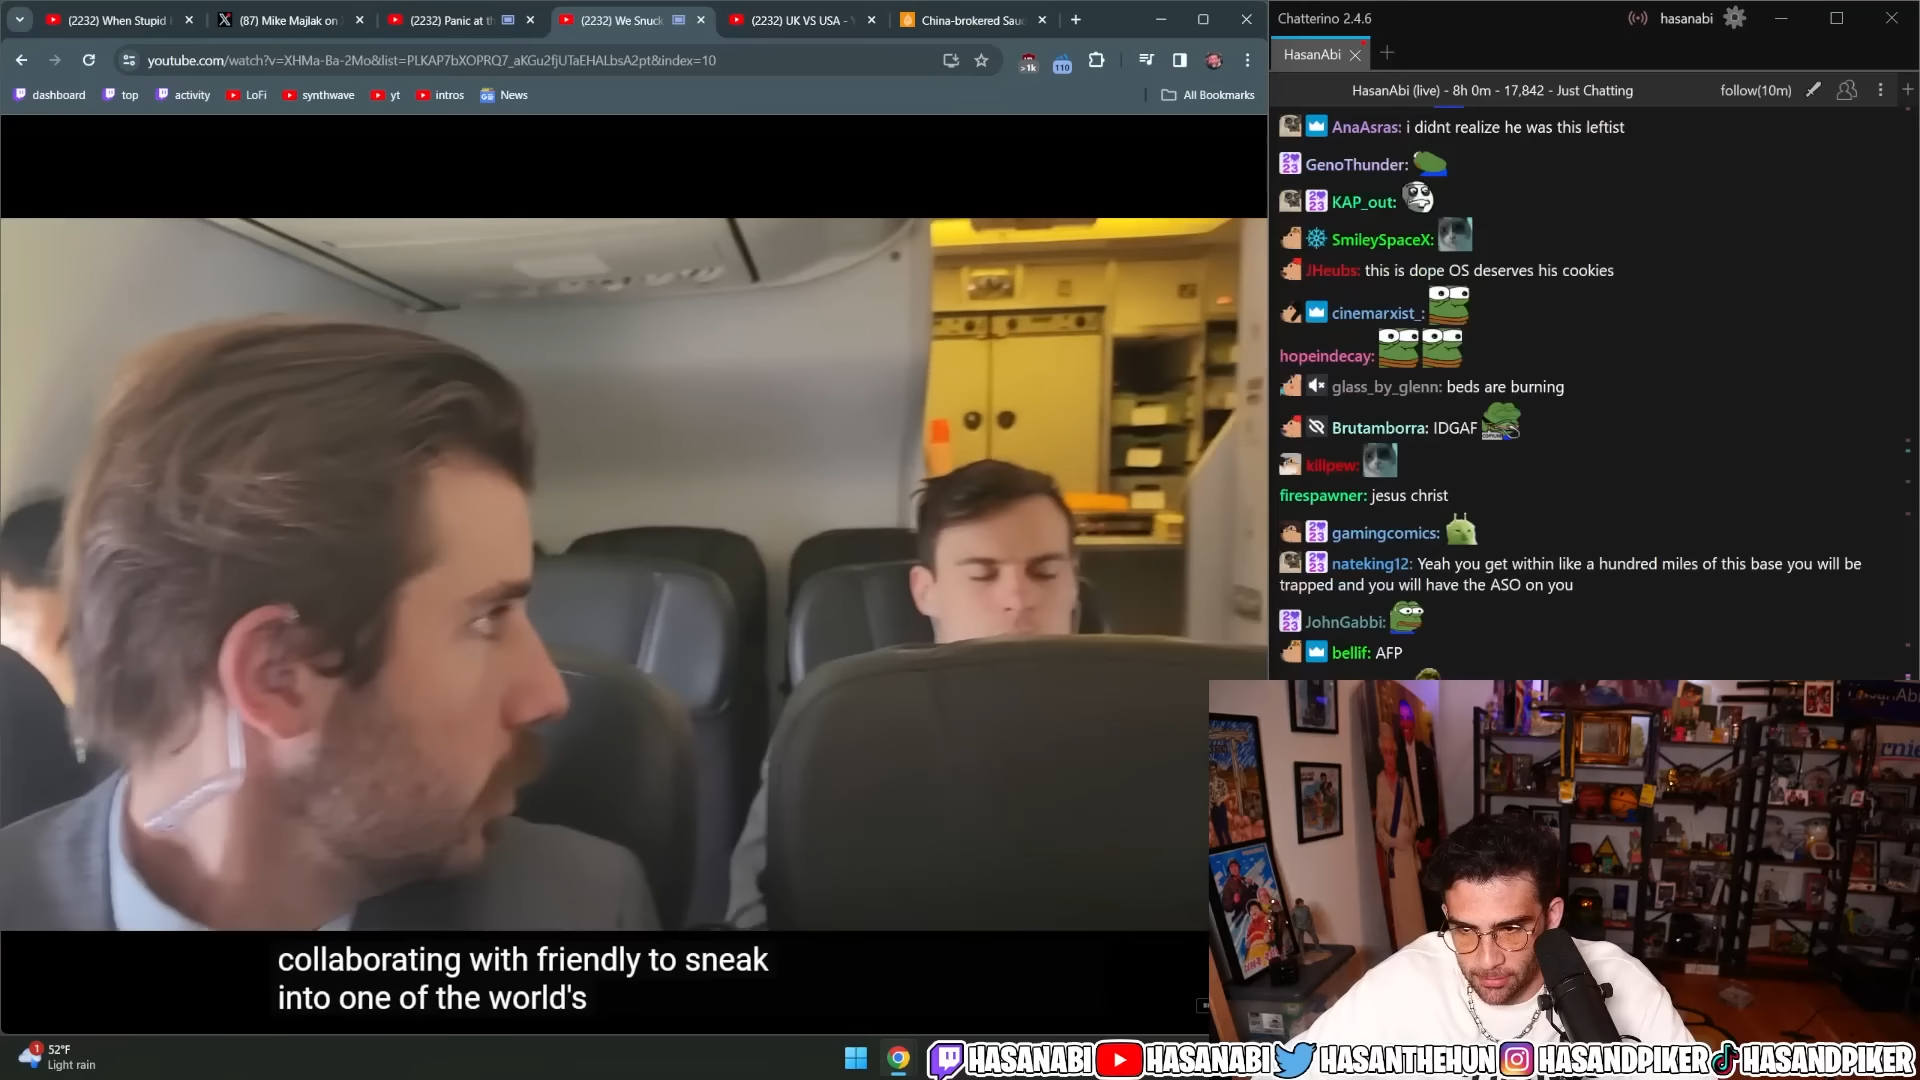 (2232) When Stupid
(87) Mike Majlak on
(2232) Panic at th
(2232) We Snuck
(2232) UK VS USA -
China-brokered Sau
youtube.com/watch?v=XHMa-Ba-2Mo&list=PLKAP7bXOPRQ7_aKGu2fjUTaEHALbsA2pt&index=10
>1k
110
dashboard
top
activity
LoFi
synthwave
yt
intros
News
All Bookmarks
collaborating with friendly to sneak
into one of the world's
1
52°F
Light rain
Chatterino 2.4.6
hasanabi
HasanAbi
HasanAbi (live) - 8h 0m - 17,842 - Just Chatting
follow(10m)
AnaAsras: i didnt realize he was this leftist
GenoThunder:
KAP_out:
SmileySpaceX:
JHeubs: this is dope OS deserves his cookies
cinemarxist_:
hopeindecay:
glass_by_glenn: beds are burning
Brutamborra: IDGAF
killpew:
firespawner: jesus christ
gamingcomics:
nateking12: Yeah you get within like a hundred miles of this base you will be
trapped and you will have the ASO on you
JohnGabbi:
bellif: AFP
HASANABI
HASANABI
HASANTHEHUN
HASANDPIKER
HASANDPIKER